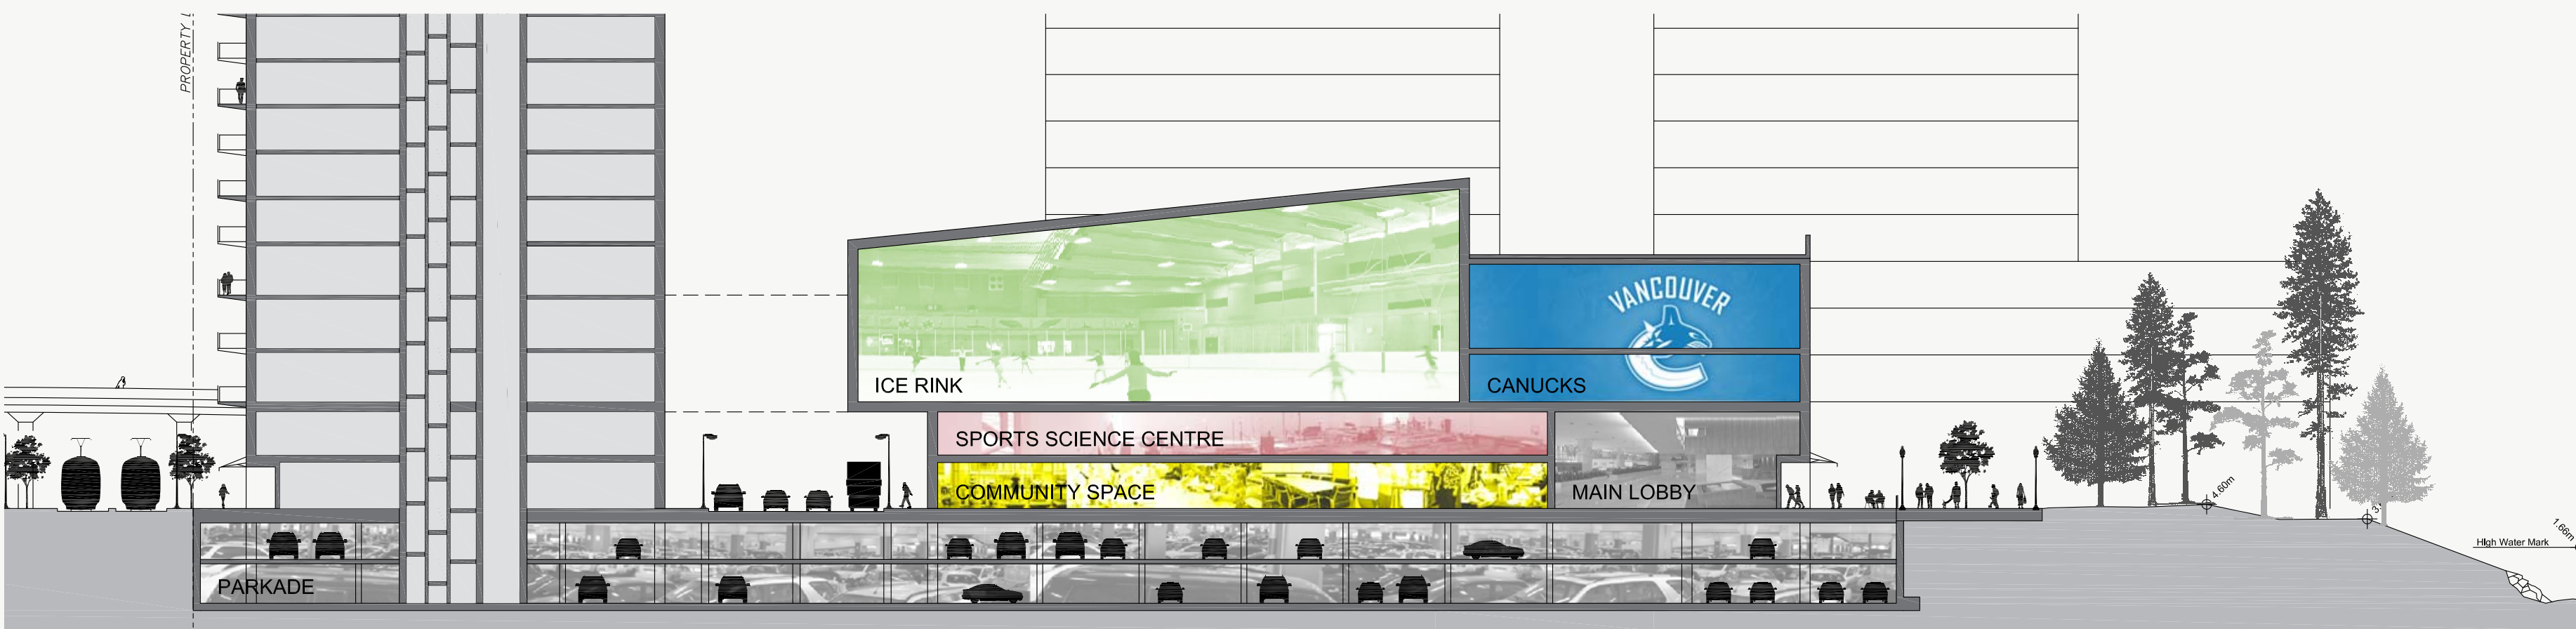 PROPERTY L
VANCOUVER
ICE RINK
CANUCKS
SPORTS SCIENCE CENTRE
COMMUNITY SPACE
MAIN LOBBY
PARKADE
4.60m
1.66m
High Water Mark